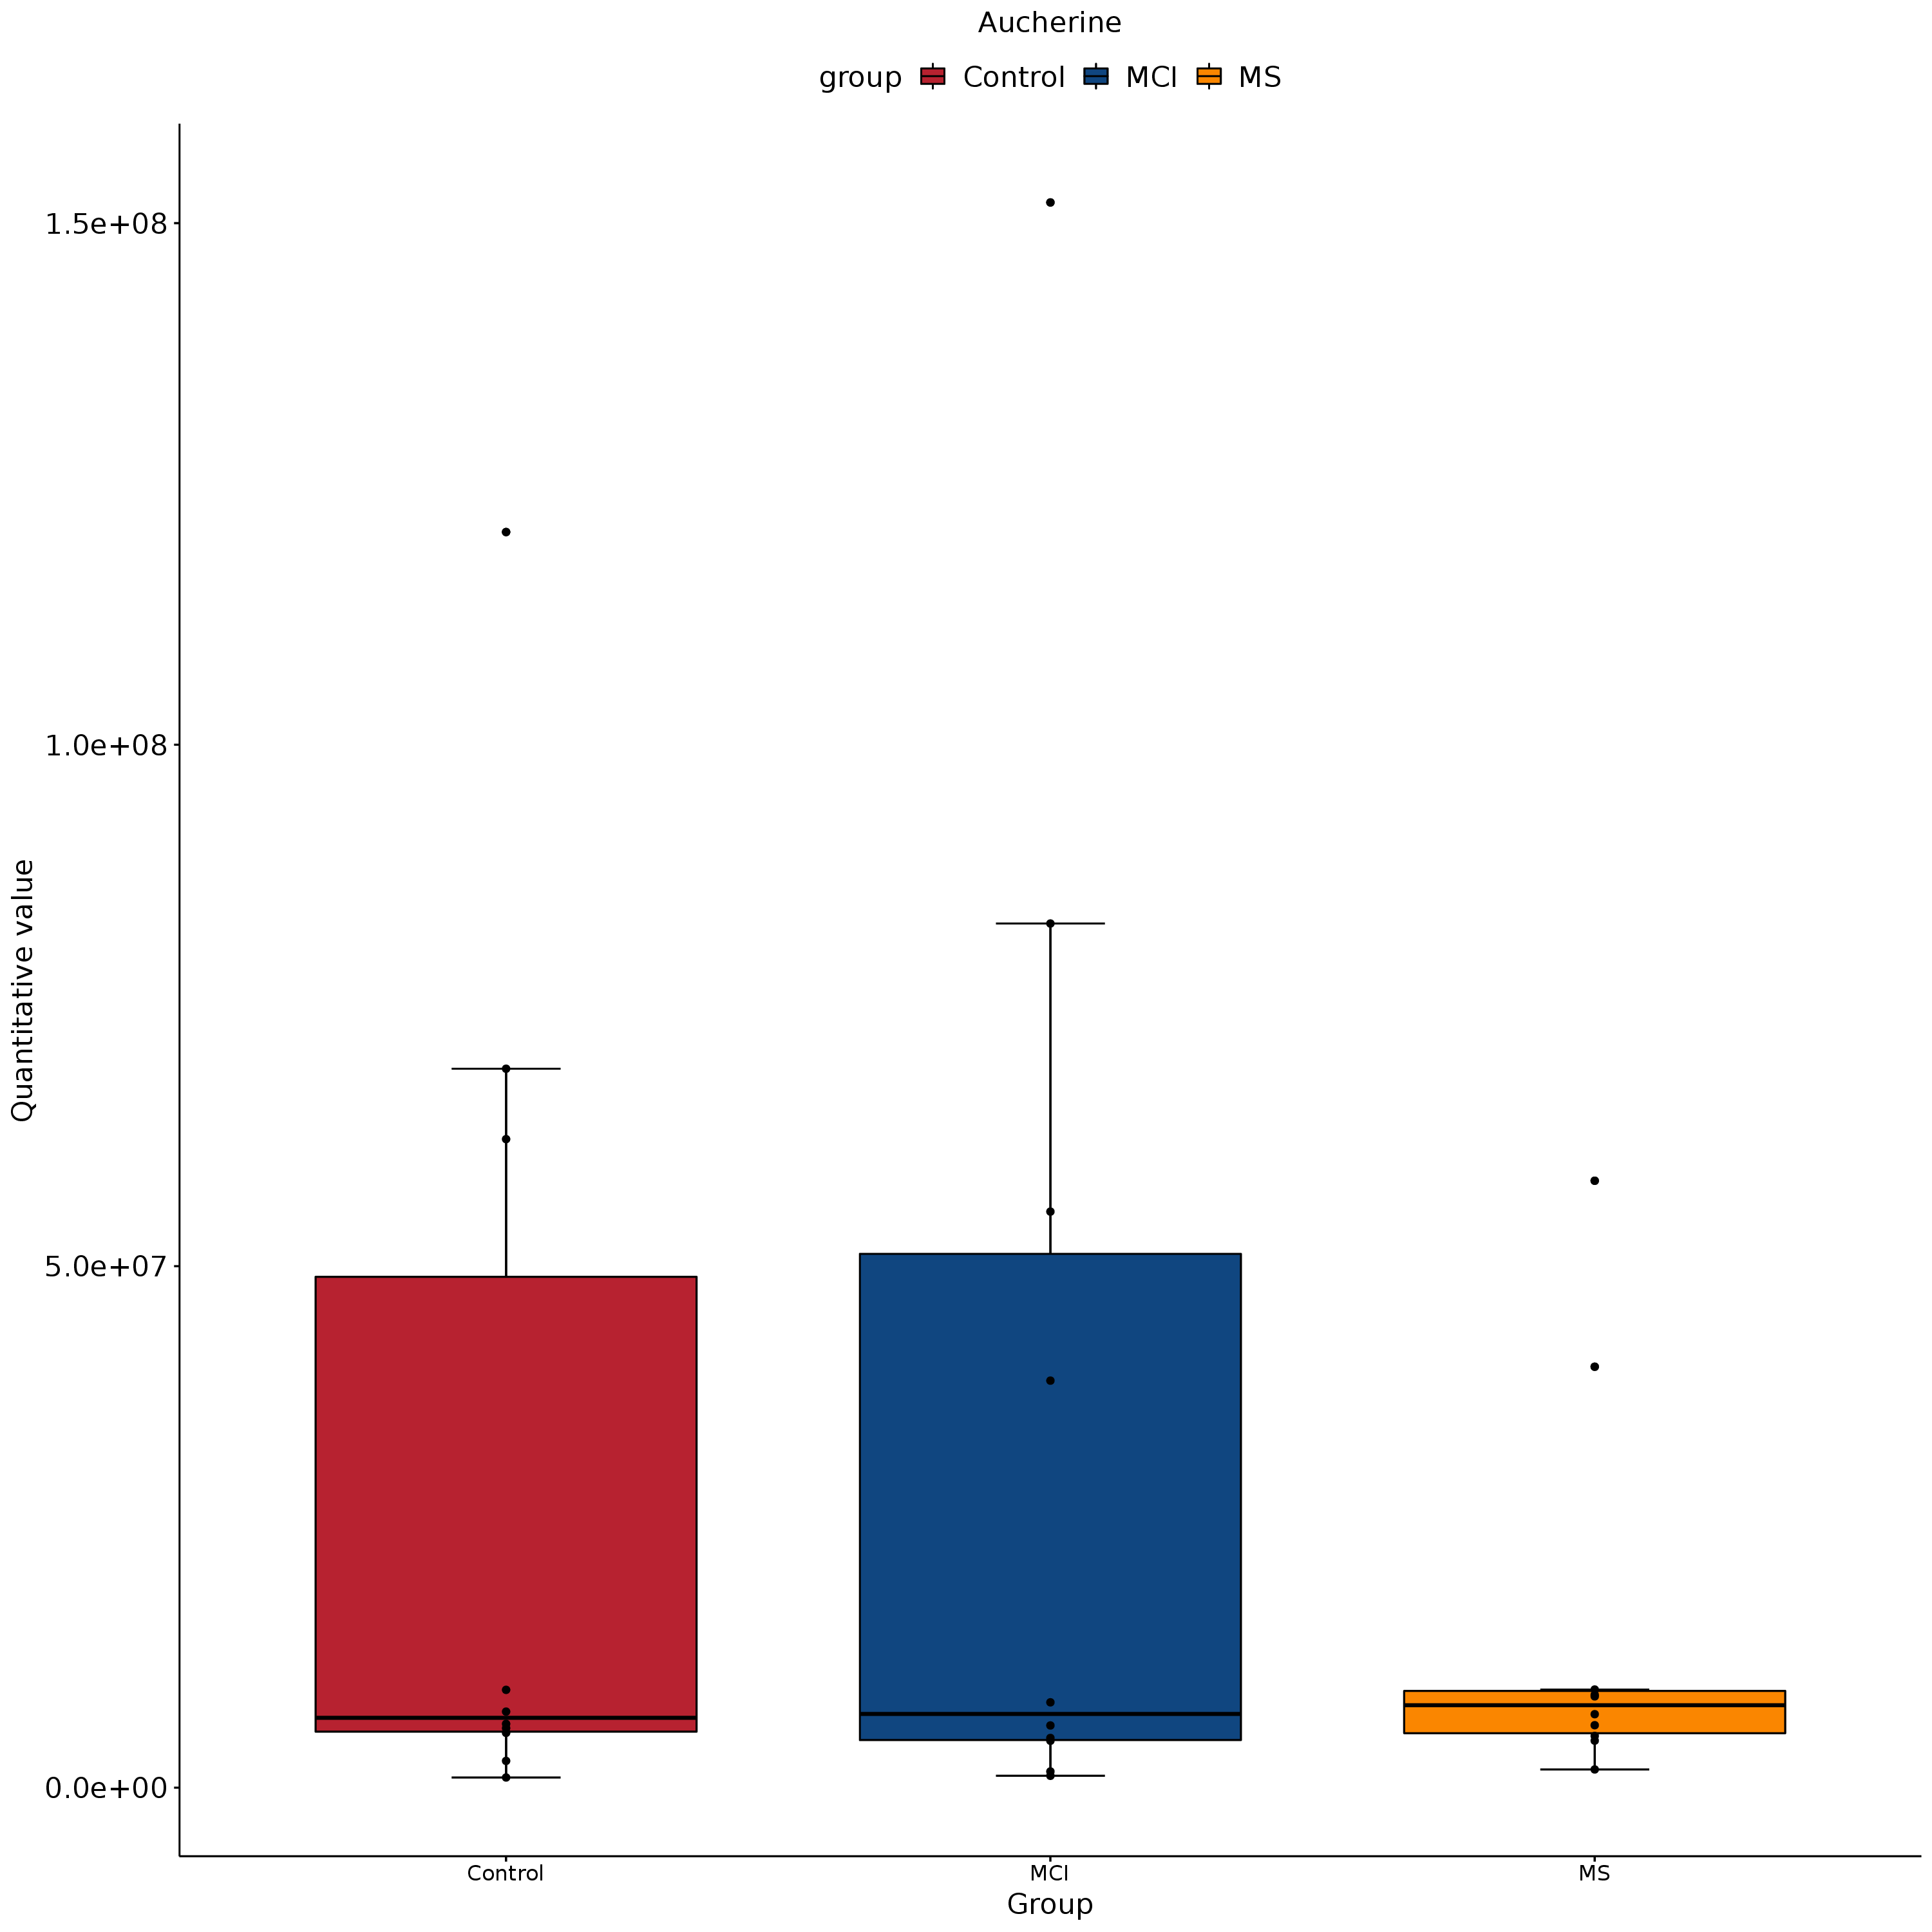 Aucherine
group Control MCI MS
1.5e+08
1.0e+08
5.0e+07
0.0e+00
Quantitative value
Control MCI MS
Group